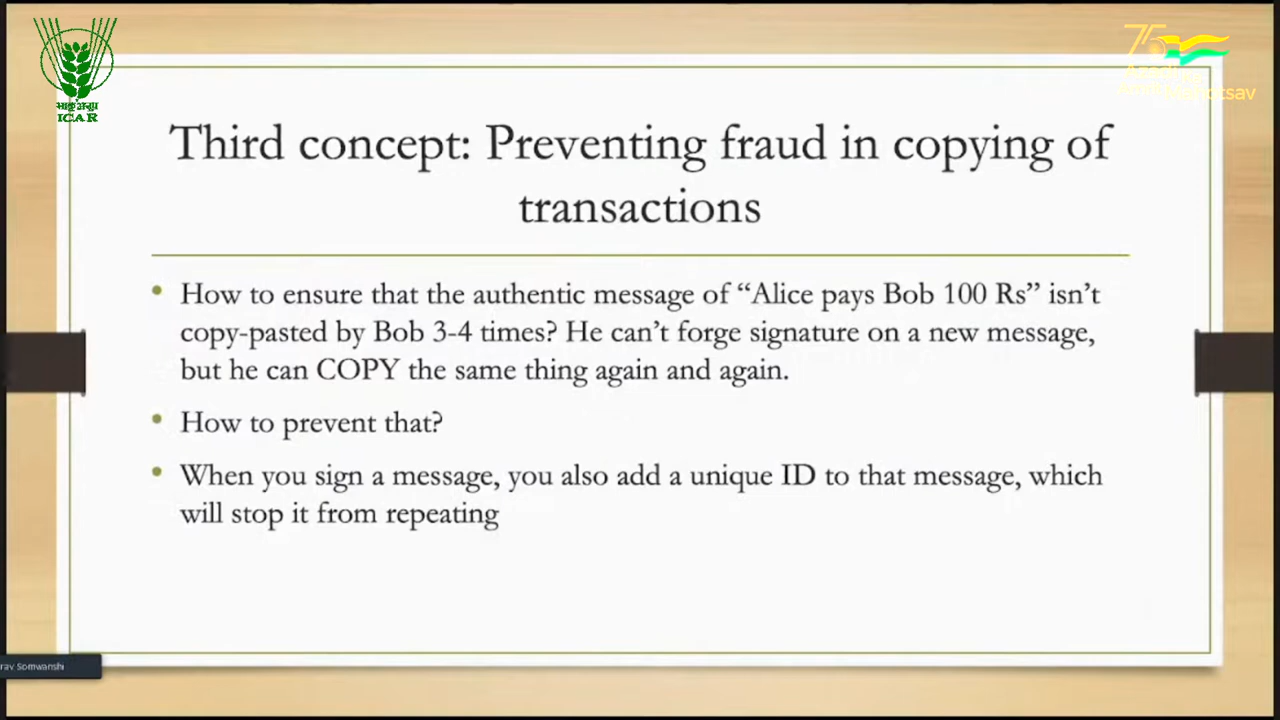 ICAR
75
Third concept: Preventing fraud in copying of
transactions
• How to ensure that the authentic message of “Alice pays Bob 100 Rs” isn’t
copy-pasted by Bob 3-4 times? He can’t forge signature on a new message,
but he can COPY the same thing again and again.
• How to prevent that?
• When you sign a message, you also add a unique ID to that message, which
will stop it from repeating
rav Somwanshi